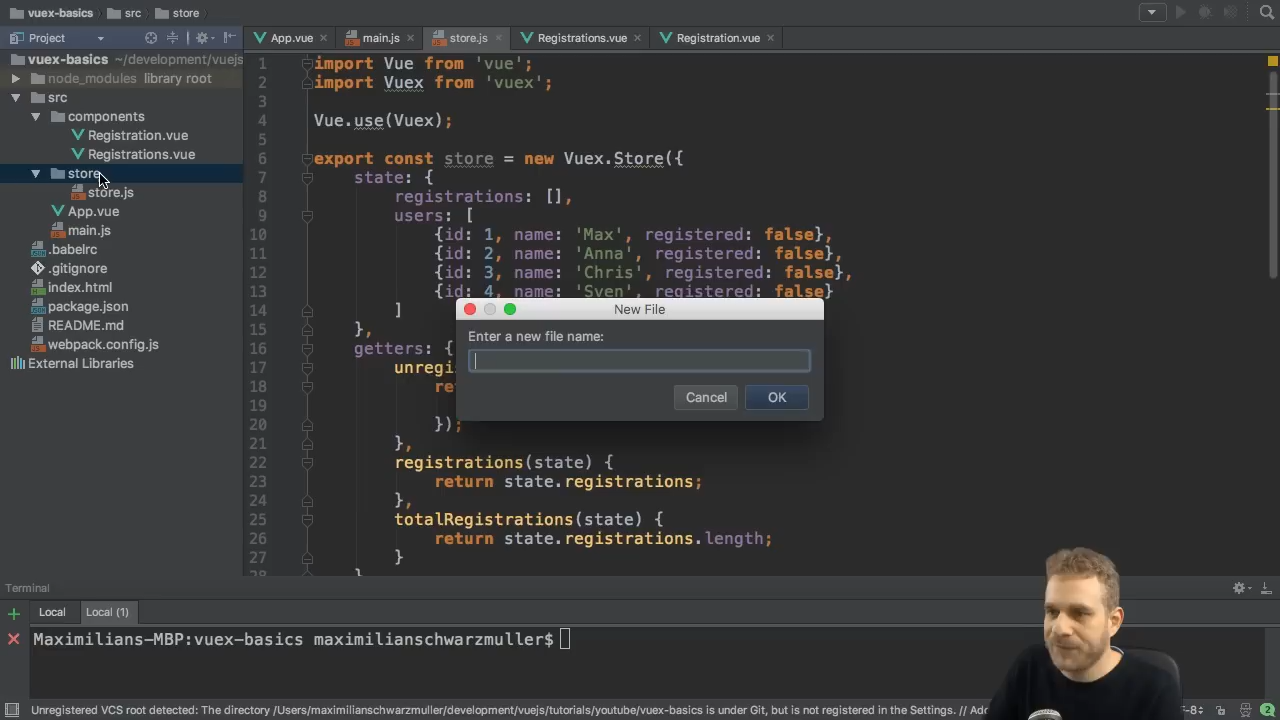 vuex-basics src store
Project
App.vue main.js store.js Registrations.vue Registration.vue
vuex-basics ~/development/vuejs
node_modules library root
src
components
Registration.vue
Registrations.vue
store
store.js
App.vue
main.js
.babelrc
.gitignore
index.html
package.json
README.md
webpack.config.js
External Libraries
1 import Vue from 'vue';
2 import Vuex from 'vuex';
3
4 Vue.use(Vuex);
5
6 export const store = new Vuex.Store({
7 state: {
8 registrations: [],
9 users: [
10 {id: 1, name: 'Max', registered: false},
11 {id: 2, name: 'Anna', registered: false},
12 {id: 3, name: 'Chris', registered: false},
13 {id: 4, name: 'Sven', registered: false}
14 ]
15 },
16 getters: {
17 unregi
18 re
19
20 });
21 },
22 registrations(state) {
23 return state.registrations;
24 },
25 totalRegistrations(state) {
26 return state.registrations.length;
27 }
28 }
New File
Enter a new file name:
Cancel OK
Terminal
Local Local (1)
Maximilians-MBP:vuex-basics maximilianschwarzmuller$
Unregistered VCS root detected: The directory /Users/maximilianschwarzmuller/development/vuejs/tutorials/youtube/vuex-basics is under Git, but is not registered in the Settings. // Add
F-8 2